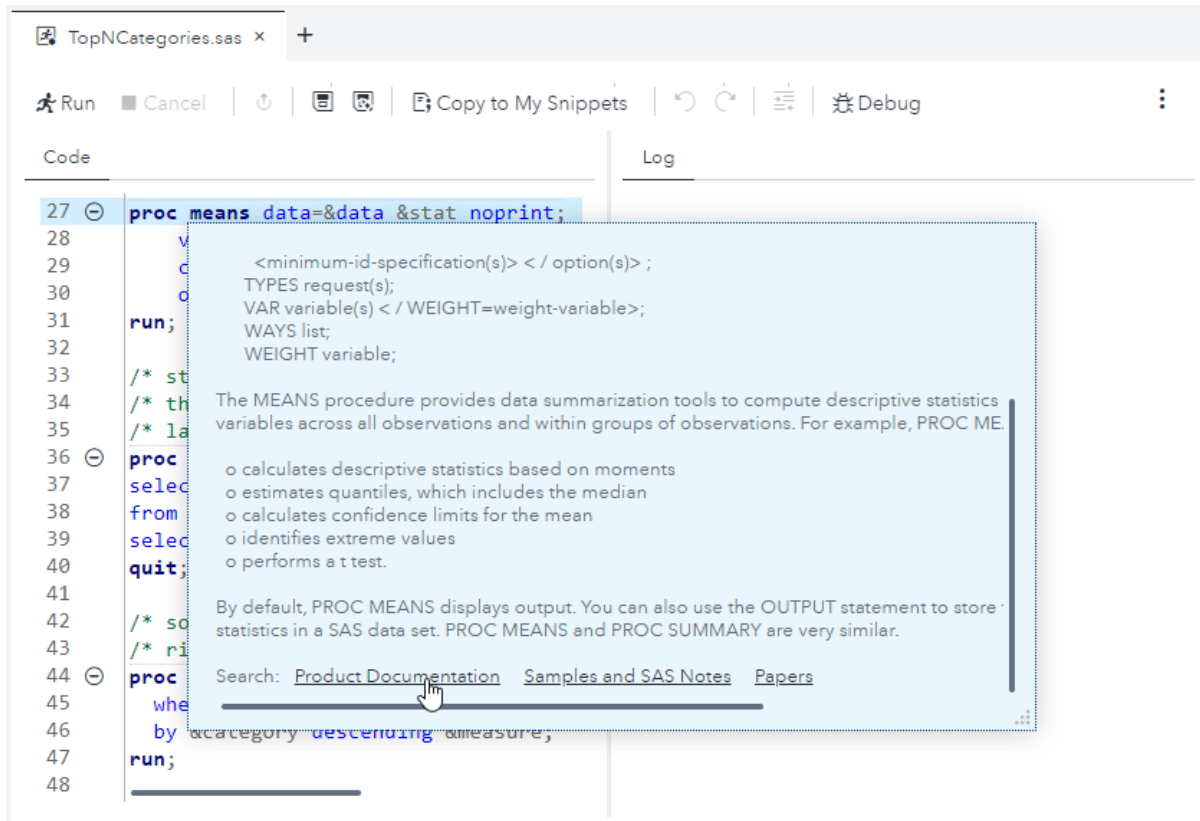 TopNCategories.sas × +
Run Cancel Copy to My Snippets Debug
Code
Log
27 proc means data=&data &stat noprint;
28 v
29 c
30 o
31 run;
32
33 /* st
34 /* th
35 /* la
36 proc
37 selec
38 from
39 selec
40 quit;
41
42 /* so
43 /* ri
44 proc
45 whe
46 by &category descending &measure;
47 run;
48
<minimum-id-specification(s)> < / option(s)> ;
TYPES request(s);
VAR variable(s) < / WEIGHT=weight-variable>;
WAYS list;
WEIGHT variable;
The MEANS procedure provides data summarization tools to compute descriptive statistics
variables across all observations and within groups of observations. For example, PROC ME
o calculates descriptive statistics based on moments
o estimates quantiles, which includes the median
o calculates confidence limits for the mean
o identifies extreme values
o performs a t test.
By default, PROC MEANS displays output. You can also use the OUTPUT statement to store
statistics in a SAS data set. PROC MEANS and PROC SUMMARY are very similar.
Search: Product Documentation Samples and SAS Notes Papers